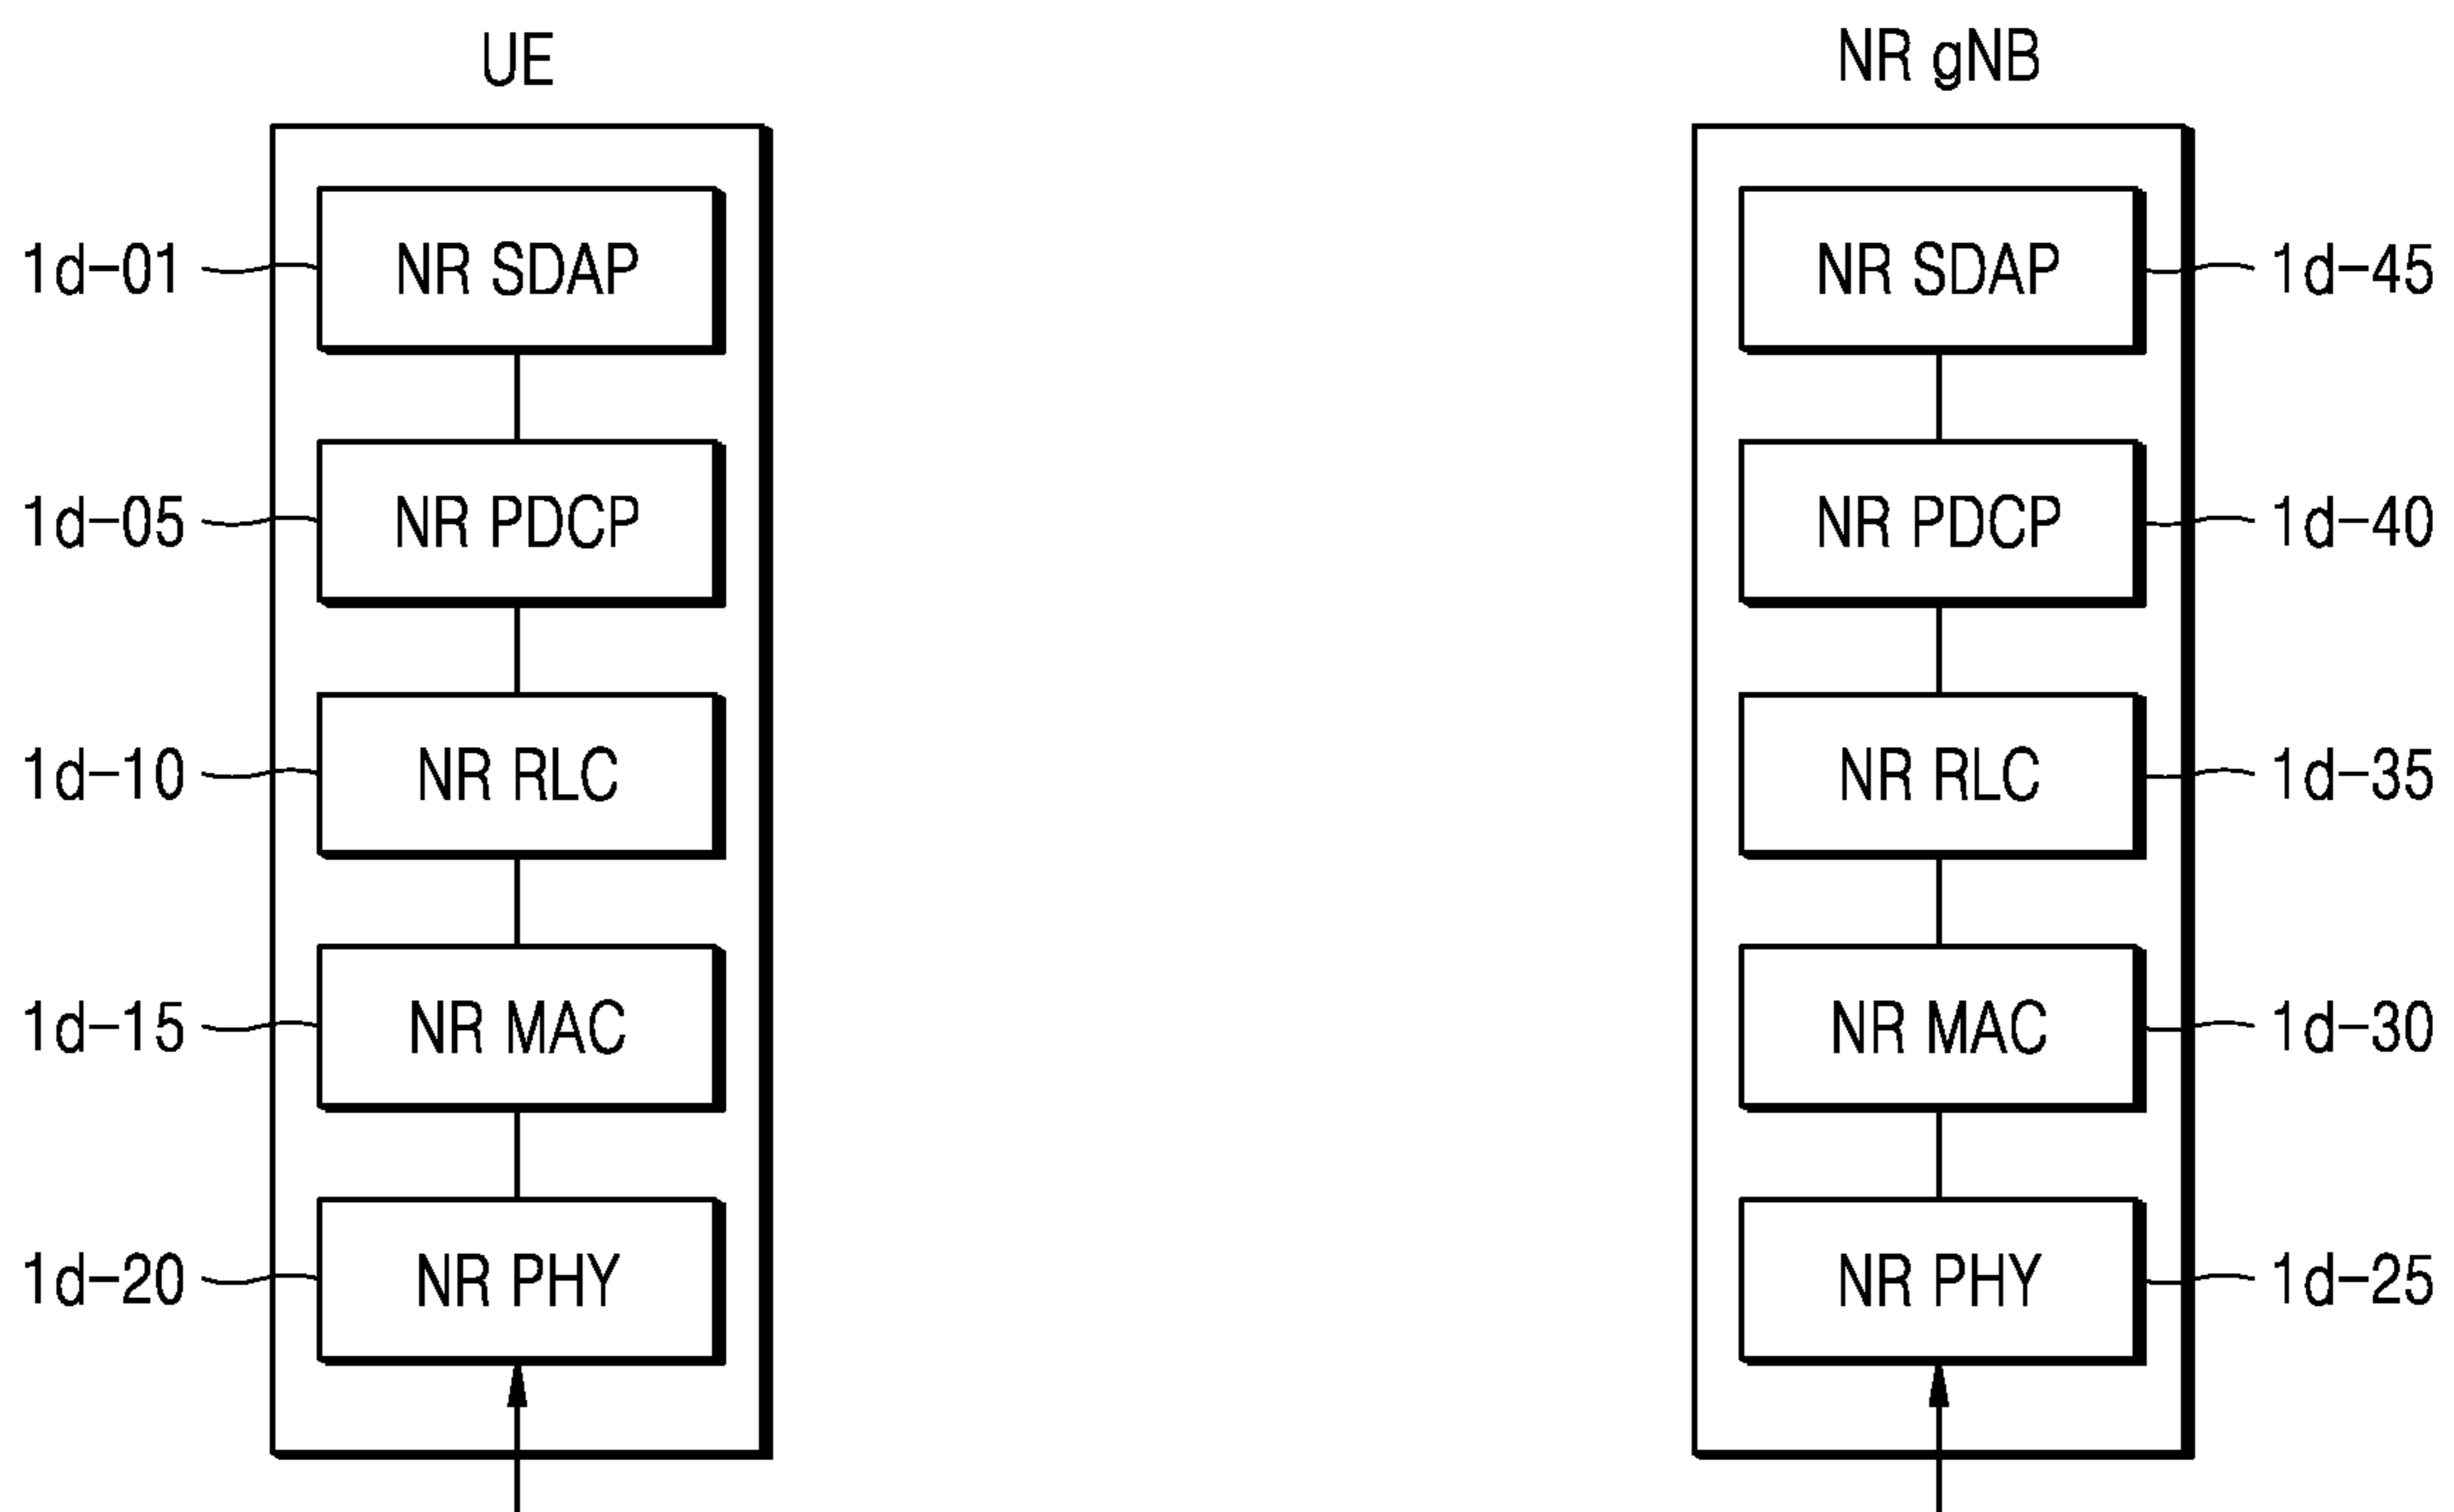 UE
NR gNB
1d-01 NR SDAP NR SDAP 1d-45
1d-05 NR PDCP NR PDCP 1d-40
1d-10 NR RLC NR RLC 1d-35
1d-15 NR MAC NR MAC 1d-30
1d-20 NR PHY NR PHY 1d-25